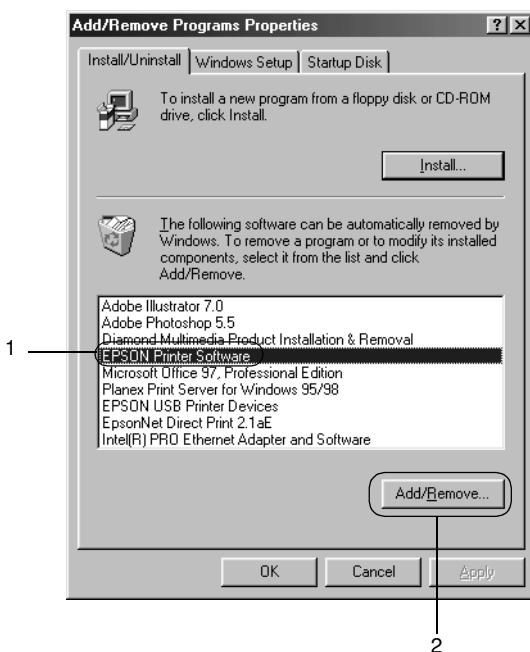 Add/Remove Programs Properties
Install/Uninstall Windows Setup Startup Disk
To install a new program from a floppy disk or CD-ROM
drive, click Install.
Install...
The following software can be automatically removed by
Windows. To remove a program or to modify its installed
components, select it from the list and click
Add/Remove.
Adobe Illustrator 7.0
Adobe Photoshop 5.5
Diamond Multimedia Product Installation & Removal
1
EPSON Printer Software
Microsoft Office 97, Professional Edition
Planex Print Server for Windows 95/98
EPSON USB Printer Devices
EpsonNet Direct Print 2.1aE
Intel(R) PRO Ethernet Adapter and Software
Add/Remove...
OK Cancel Apply
2